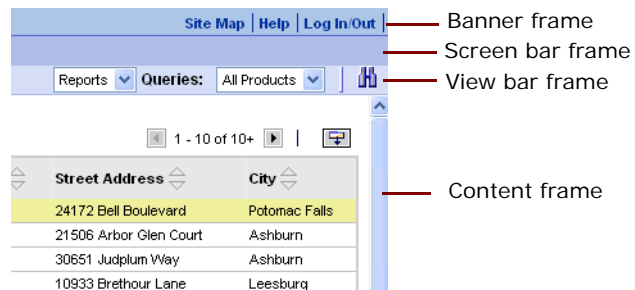 Site Map | Help | Log In/Out |
Banner frame
Screen bar frame
Reports Queries: All Products
View bar frame
1 - 10 of 10+ |
Street Address City
Content frame
24172 Bell Boulevard Potomac Falls
21506 Arbor Glen Court Ashburn
30651 Judplum Way Ashburn
10933 Brethour Lane Leesburg